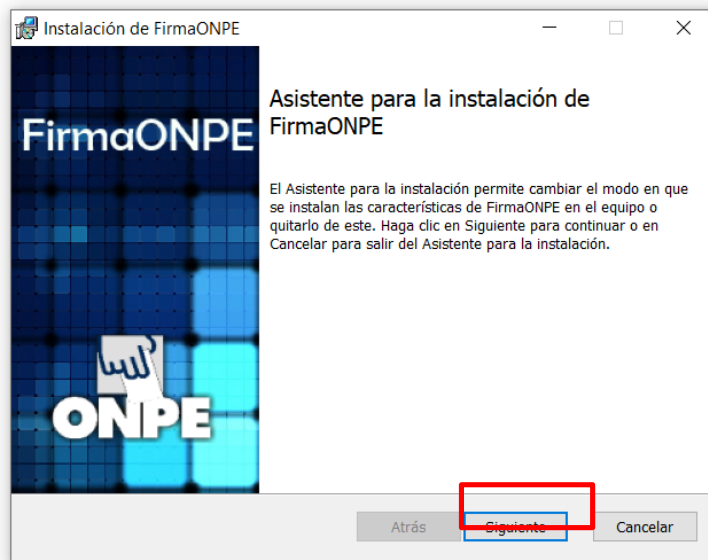 Instalación de FirmaONPE
FirmaONPE
Asistente para la instalación de
FirmaONPE
El Asistente para la instalación permite cambiar el modo en que
se instalan las características de FirmaONPE en el equipo o
quitarlo de este. Haga clic en Siguiente para continuar o en
Cancelar para salir del Asistente para la instalación.
ONPE
Atrás
Siguiente
Cancelar